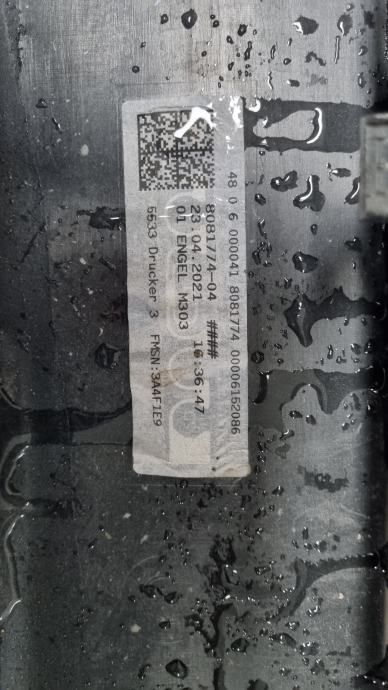 48 0 6 000041 8081774 00006152086
8081774-04 ####
23.04.2021 16:36:47
01 ENGEL M303
5533 Drucker 3 FMSN:3A4F1E9